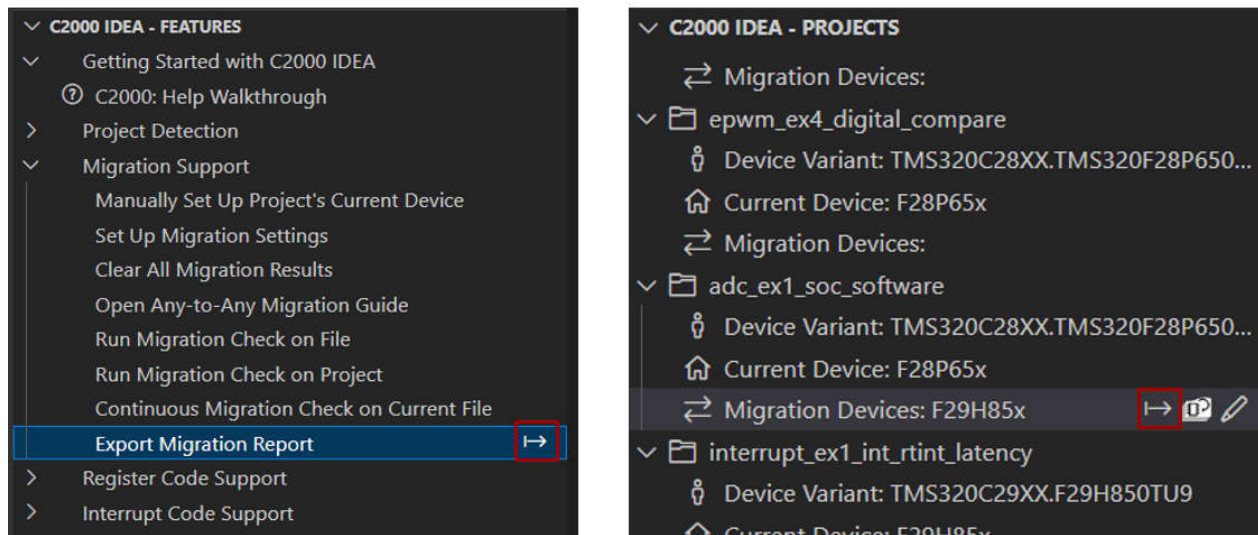 C2000 IDEA - FEATURES
Getting Started with C2000 IDEA
C2000: Help Walkthrough
Project Detection
Migration Support
Manually Set Up Project's Current Device
Set Up Migration Settings
Clear All Migration Results
Open Any-to-Any Migration Guide
Run Migration Check on File
Run Migration Check on Project
Continuous Migration Check on Current File
Export Migration Report
Register Code Support
Interrupt Code Support
C2000 IDEA - PROJECTS
Migration Devices:
epwm_ex4_digital_compare
Device Variant: TMS320C28XX.TMS320F28P650...
Current Device: F28P65x
Migration Devices:
adc_ex1_soc_software
Device Variant: TMS320C28XX.TMS320F28P650...
Current Device: F28P65x
Migration Devices: F29H85x
interrupt_ex1_int_rtint_latency
Device Variant: TMS320C29XX.F29H850TU9
Current Device: F29H85x